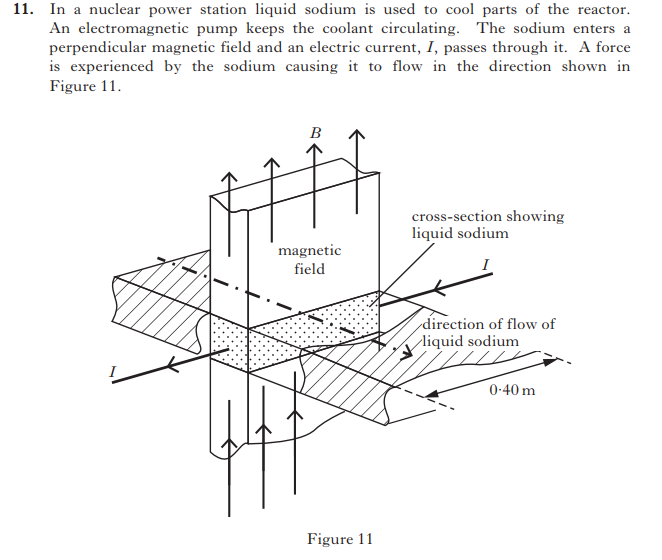 11. In a nuclear power station liquid sodium is used to cool parts of the reactor.
An electromagnetic pump keeps the coolant circulating. The sodium enters a
perpendicular magnetic field and an electric current, I, passes through it. A force
is experienced by the sodium causing it to flow in the direction shown in
Figure 11.
B
cross-section showing
liquid sodium
magnetic
field
I
direction of flow of
liquid sodium
I
0·40 m
Figure 11